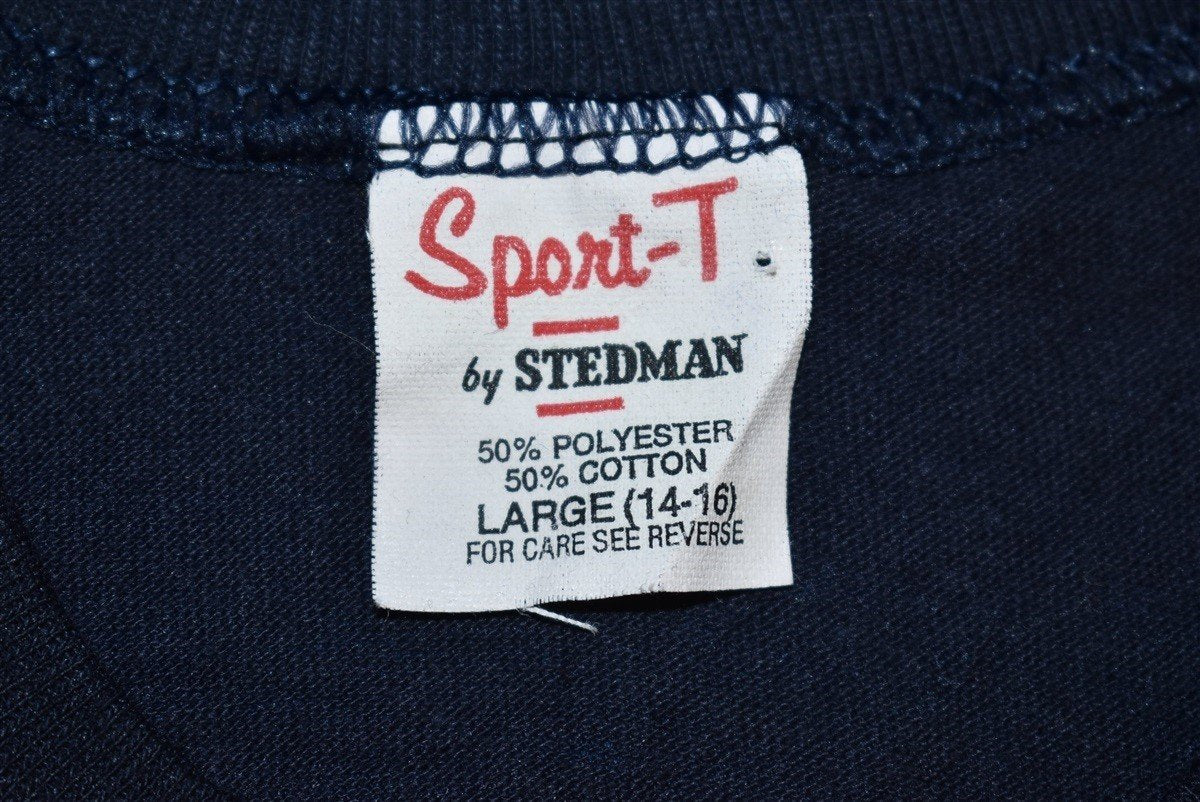 Sport-T
by STEDMAN
50% POLYESTER
50% COTTON
LARGE (14-16)
FOR CARE SEE REVERSE